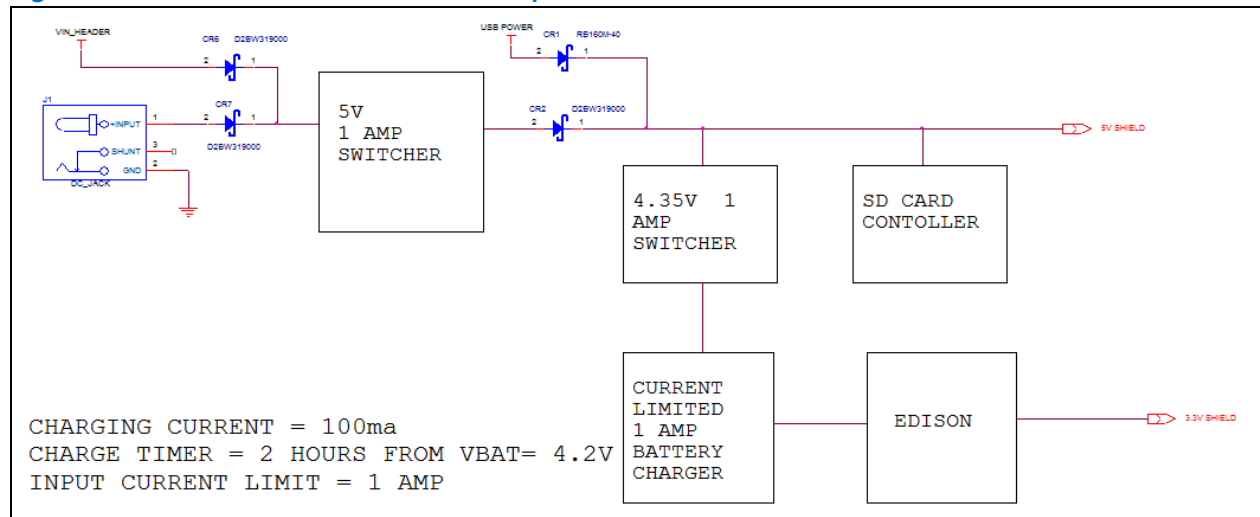 VIN_HEADER
CR6 D2BW319000
2 1
J1
+INPUT 1
SHUNT 3
GND 2
DC_JACK
CR7
2 1
D2BW319000
5V
1 AMP
SWITCHER
USB POWER
CR1 RB160M-40
2 1
CR2 D2BW319000
2 1
5V SHIELD
4.35V 1
AMP
SWITCHER
SD CARD
CONTOLLER
CURRENT
LIMITED
1 AMP
BATTERY
CHARGER
EDISON
3.3V SHIELD
CHARGING CURRENT = 100ma
CHARGE TIMER = 2 HOURS FROM VBAT= 4.2V
INPUT CURRENT LIMIT = 1 AMP